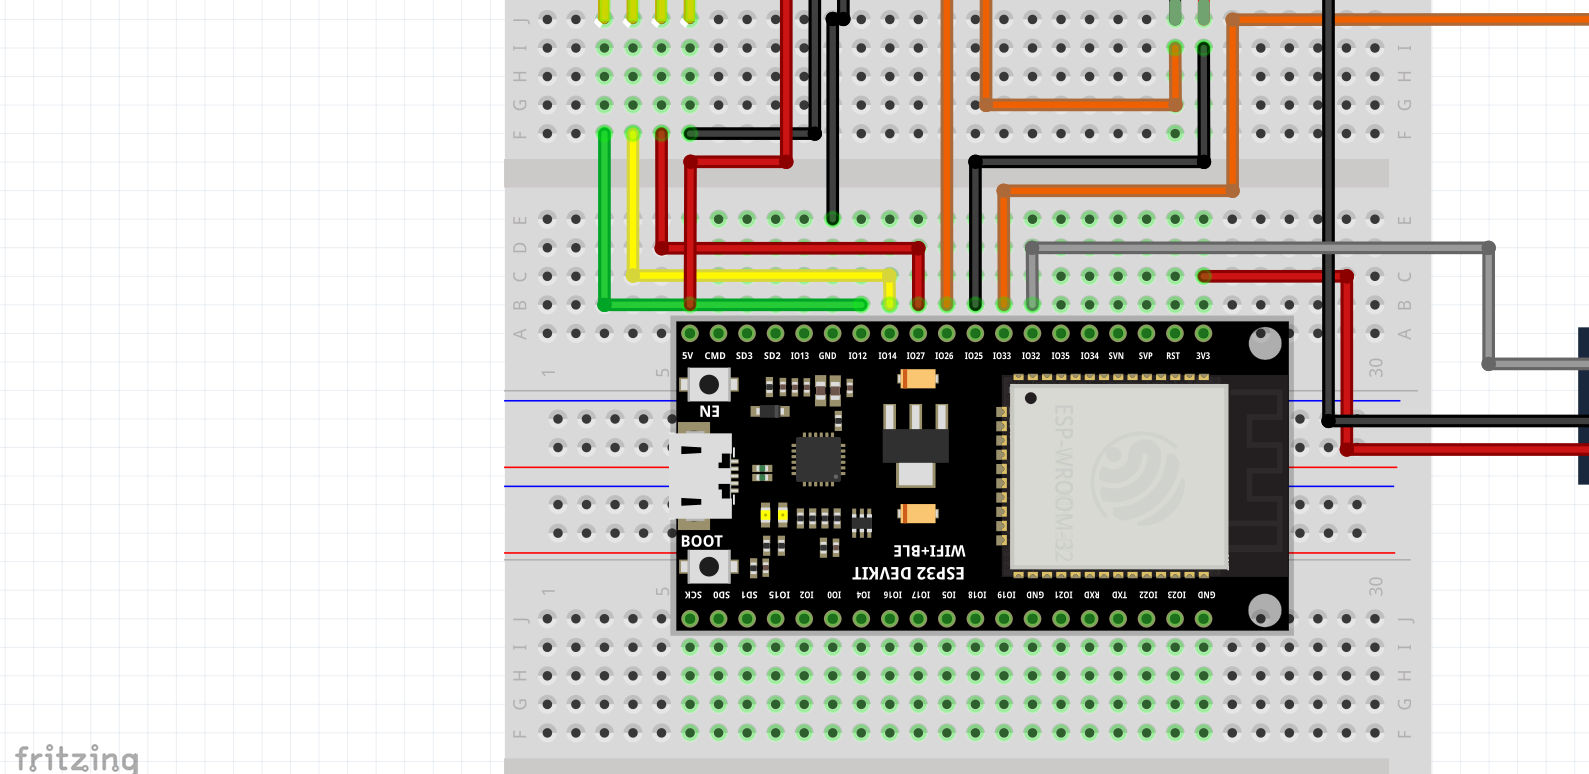 J J
I I
H H
G G
F F
E E
D D
C C
B B
A A
5V CMD SD3 SD2 IO13 GND IO12 IO14 IO27 IO26 IO25 IO33 IO32 IO35 IO34 SVN SVP RST 3V3
1 5 30
EN
ESP-WROOM-32
BOOT
WIFI+BLE
ESP32 DEVKIT
1 5 30
SCK SD0 SD1 IO15 IO2 IO0 IO4 IO16 IO17 IO5 IO18 IO19 GND IO21 RXD TXD IO22 IO23 GND
J J
I I
H H
G G
F F
fritzing